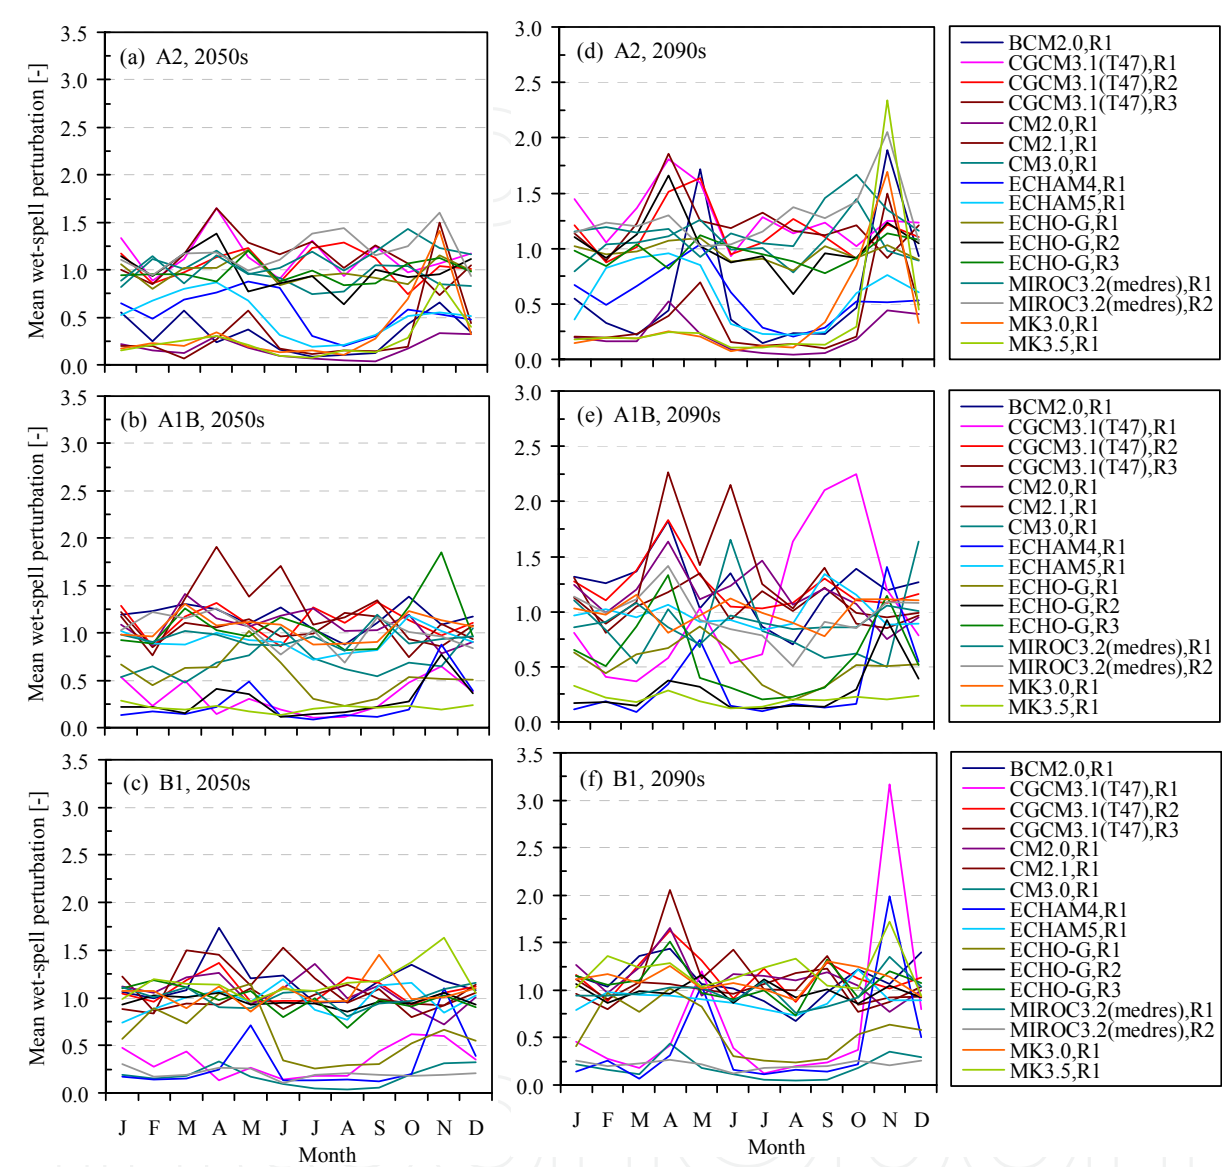 (a) A2, 2050s
Mean wet-spell perturbation [-]
3.5
3.0
2.5
2.0
1.5
1.0
0.5
0.0
(d) A2, 2090s
3.0
2.5
2.0
1.5
1.0
0.5
0.0
BCM2.0,R1
CGCM3.1(T47),R1
CGCM3.1(T47),R2
CGCM3.1(T47),R3
CM2.0,R1
CM2.1,R1
CM3.0,R1
ECHAM4,R1
ECHAM5,R1
ECHO-G,R1
ECHO-G,R2
ECHO-G,R3
MIROC3.2(medres),R1
MIROC3.2(medres),R2
MK3.0,R1
MK3.5,R1
(b) A1B, 2050s
Mean wet-spell perturbation [-]
3.5
3.0
2.5
2.0
1.5
1.0
0.5
0.0
(e) A1B, 2090s
3.0
2.5
2.0
1.5
1.0
0.5
0.0
BCM2.0,R1
CGCM3.1(T47),R1
CGCM3.1(T47),R2
CGCM3.1(T47),R3
CM2.0,R1
CM2.1,R1
CM3.0,R1
ECHAM4,R1
ECHAM5,R1
ECHO-G,R1
ECHO-G,R2
ECHO-G,R3
MIROC3.2(medres),R1
MIROC3.2(medres),R2
MK3.0,R1
MK3.5,R1
(c) B1, 2050s
Mean wet-spell perturbation [-]
3.5
3.0
2.5
2.0
1.5
1.0
0.5
0.0
J F M A M J J A S O N D
Month
(f) B1, 2090s
3.5
3.0
2.5
2.0
1.5
1.0
0.5
0.0
J F M A M J J A S O N D
Month
BCM2.0,R1
CGCM3.1(T47),R1
CGCM3.1(T47),R2
CGCM3.1(T47),R3
CM2.0,R1
CM2.1,R1
CM3.0,R1
ECHAM4,R1
ECHAM5,R1
ECHO-G,R1
ECHO-G,R2
ECHO-G,R3
MIROC3.2(medres),R1
MIROC3.2(medres),R2
MK3.0,R1
MK3.5,R1